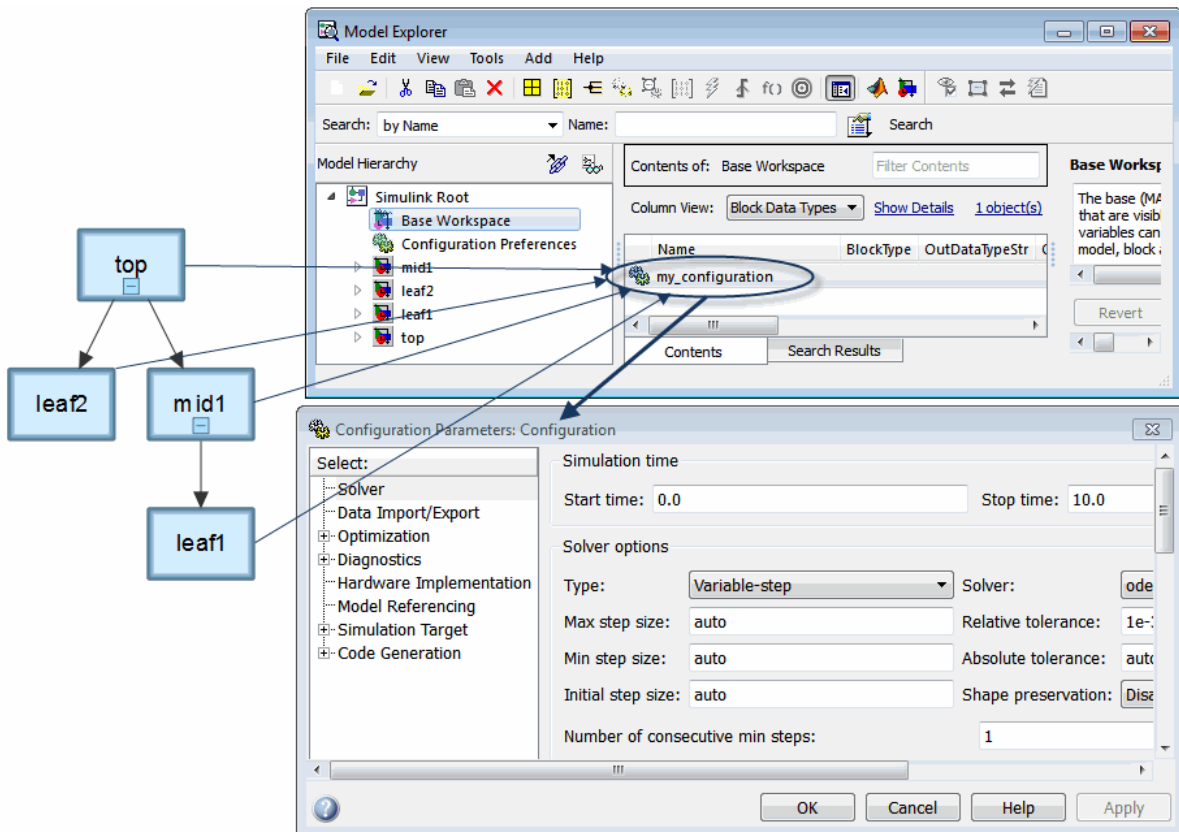 Model Explorer
File Edit View Tools Add Help
f()
Search: by Name Name: Search
Model Hierarchy
Simulink Root
Base Workspace
Configuration Preferences
mid1
leaf2
leaf1
top
Contents of: Base Workspace Filter Contents
Column View: Block Data Types Show Details 1 object(s)
Name BlockType OutDataTypeStr
my_configuration
Contents Search Results
Base Worksp
The base (MA
that are visib
variables can
model, block a
Revert
top
leaf2
mid1
leaf1
Configuration Parameters: Configuration
Select:
Solver
Data Import/Export
Optimization
Diagnostics
Hardware Implementation
Model Referencing
Simulation Target
Code Generation
Simulation time
Start time: 0.0 Stop time: 10.0
Solver options
Type: Variable-step Solver: ode
Max step size: auto Relative tolerance: 1e-
Min step size: auto Absolute tolerance: aut
Initial step size: auto Shape preservation: Disa
Number of consecutive min steps: 1
OK Cancel Help Apply